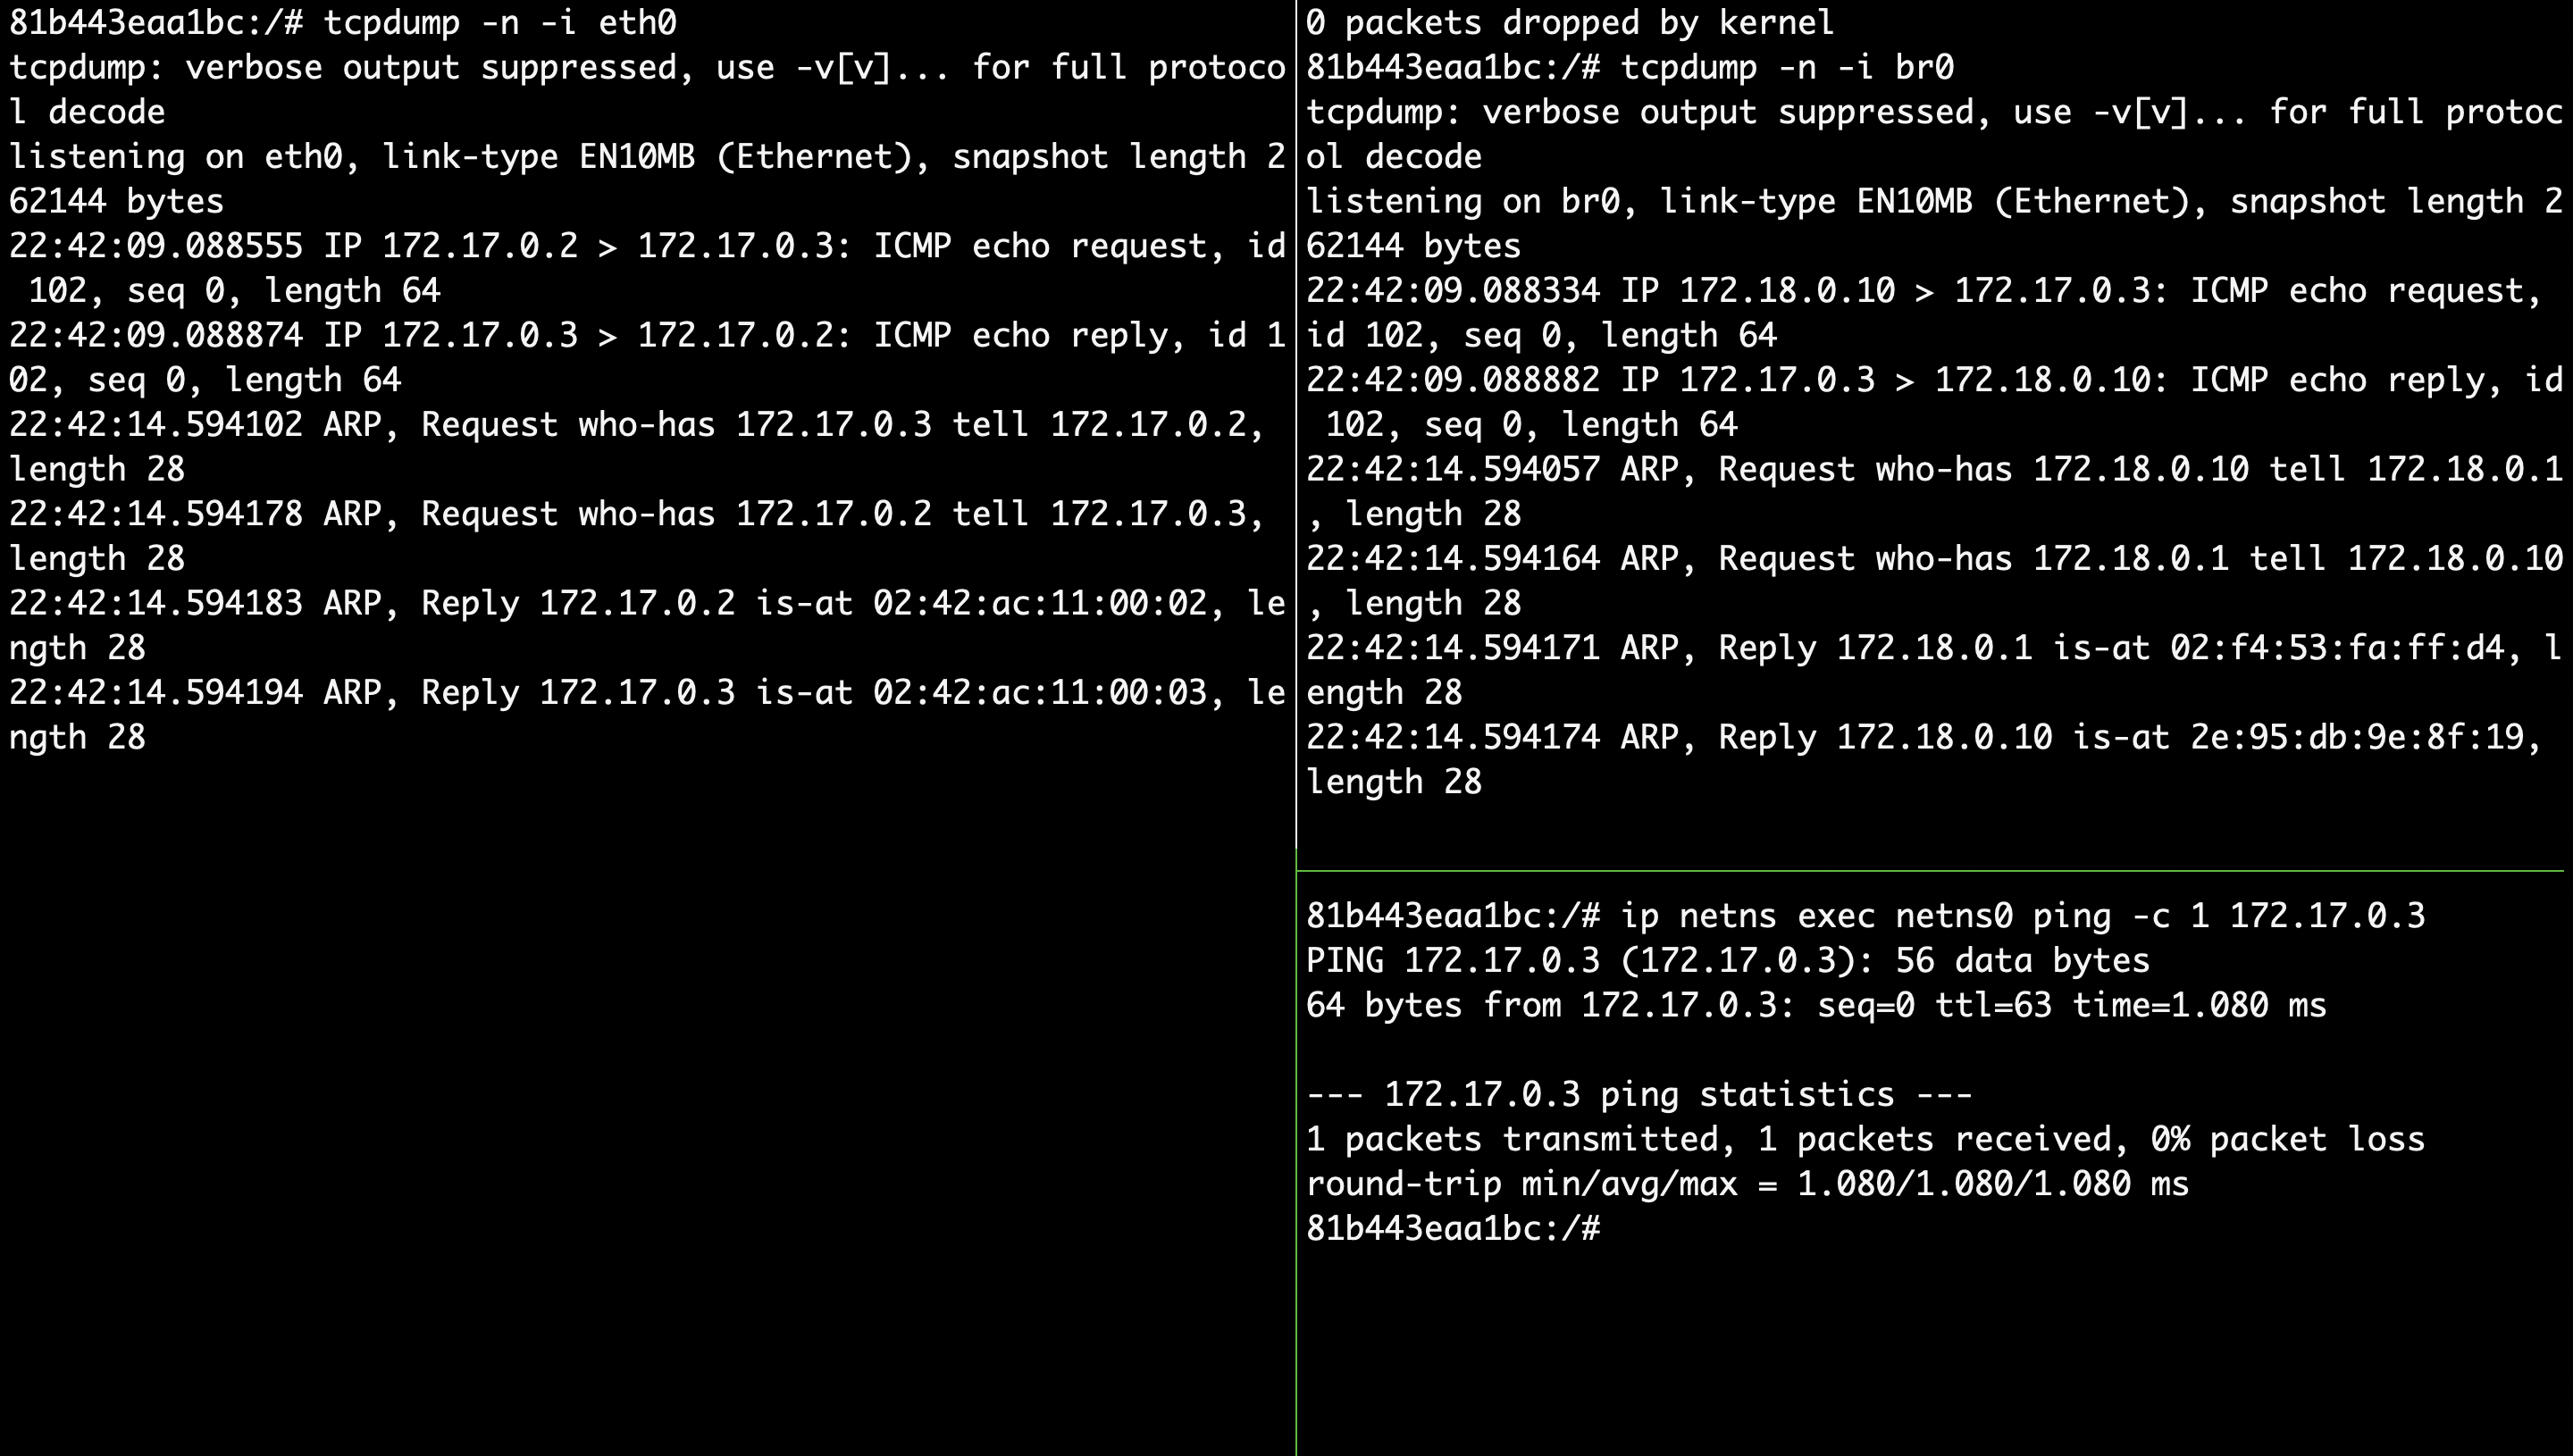 81b443eaa1bc:/# tcpdump -n -i eth0
tcpdump: verbose output suppressed, use -v[v]... for full protoco
l decode
listening on eth0, link-type EN10MB (Ethernet), snapshot length 2
62144 bytes
22:42:09.088555 IP 172.17.0.2 > 172.17.0.3: ICMP echo request, id
 102, seq 0, length 64
22:42:09.088874 IP 172.17.0.3 > 172.17.0.2: ICMP echo reply, id 1
02, seq 0, length 64
22:42:14.594102 ARP, Request who-has 172.17.0.3 tell 172.17.0.2,
length 28
22:42:14.594178 ARP, Request who-has 172.17.0.2 tell 172.17.0.3,
length 28
22:42:14.594183 ARP, Reply 172.17.0.2 is-at 02:42:ac:11:00:02, le
ngth 28
22:42:14.594194 ARP, Reply 172.17.0.3 is-at 02:42:ac:11:00:03, le
ngth 28
0 packets dropped by kernel
81b443eaa1bc:/# tcpdump -n -i br0
tcpdump: verbose output suppressed, use -v[v]... for full protoc
ol decode
listening on br0, link-type EN10MB (Ethernet), snapshot length 2
62144 bytes
22:42:09.088334 IP 172.18.0.10 > 172.17.0.3: ICMP echo request,
id 102, seq 0, length 64
22:42:09.088882 IP 172.17.0.3 > 172.18.0.10: ICMP echo reply, id
 102, seq 0, length 64
22:42:14.594057 ARP, Request who-has 172.18.0.10 tell 172.18.0.1
, length 28
22:42:14.594164 ARP, Request who-has 172.18.0.1 tell 172.18.0.10
, length 28
22:42:14.594171 ARP, Reply 172.18.0.1 is-at 02:f4:53:fa:ff:d4, l
ength 28
22:42:14.594174 ARP, Reply 172.18.0.10 is-at 2e:95:db:9e:8f:19,
length 28
81b443eaa1bc:/# ip netns exec netns0 ping -c 1 172.17.0.3
PING 172.17.0.3 (172.17.0.3): 56 data bytes
64 bytes from 172.17.0.3: seq=0 ttl=63 time=1.080 ms

--- 172.17.0.3 ping statistics ---
1 packets transmitted, 1 packets received, 0% packet loss
round-trip min/avg/max = 1.080/1.080/1.080 ms
81b443eaa1bc:/#